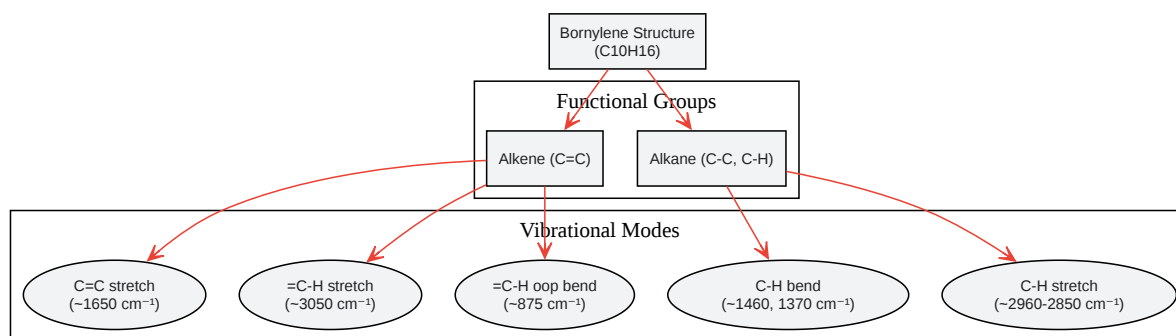 Bornylene Structure
(C10H16)
Functional Groups
Alkene (C=C)
Alkane (C-C, C-H)
Vibrational Modes
C=C stretch
(~1650 cm⁻¹)
=C-H stretch
(~3050 cm⁻¹)
=C-H oop bend
(~875 cm⁻¹)
C-H bend
(~1460, 1370 cm⁻¹)
C-H stretch
(~2960-2850 cm⁻¹)